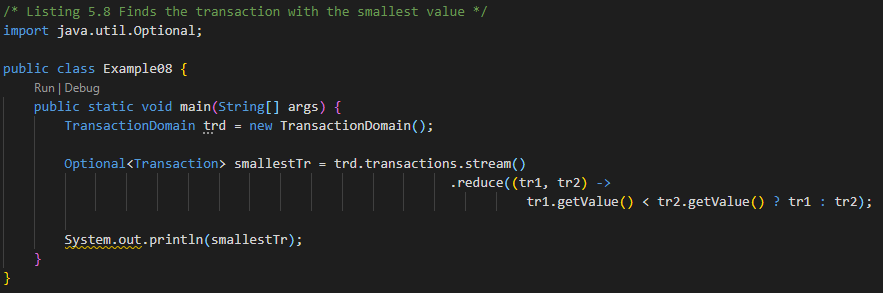 /* Listing 5.8 Finds the transaction with the smallest value */
import java.util.Optional;
public class Example08 {
Run | Debug
public static void main(String[] args) {
TransactionDomain trd = new TransactionDomain();
Optional<Transaction> smallestTr = trd.transactions.stream()
.reduce((tr1, tr2) ->
tr1.getValue() < tr2.getValue() ? tr1 : tr2);
System.out.println(smallestTr);
}
}